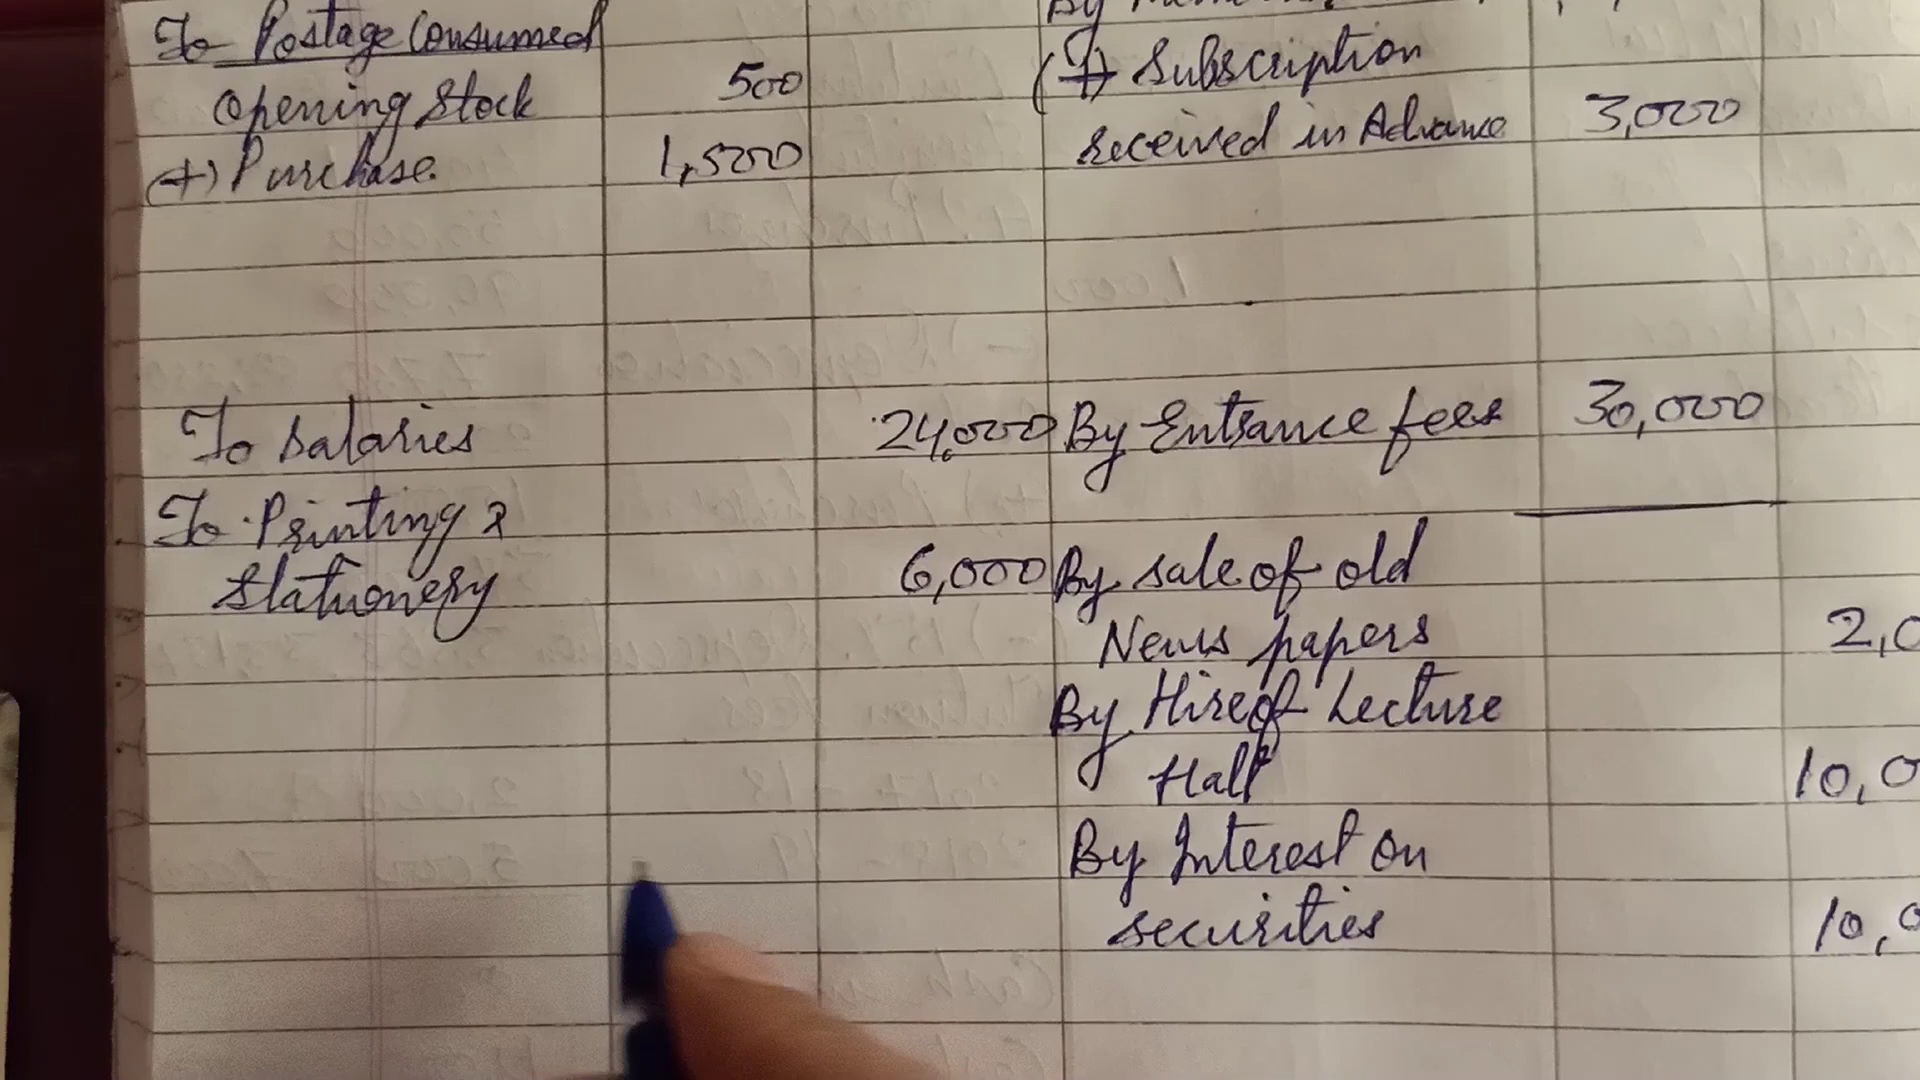 To Postage Consumed
Opening Stock 500
(+) Purchase. 1,500
To Salaries 24,000
To Printing &
Stationery 6,000
By
(+) Subscription
received in Advance 3,000
By Entrance fees 30,000
By sale of old
News papers 2,0
By Hire of Lecture
Hall 10,0
By Interest on
securities 10,0